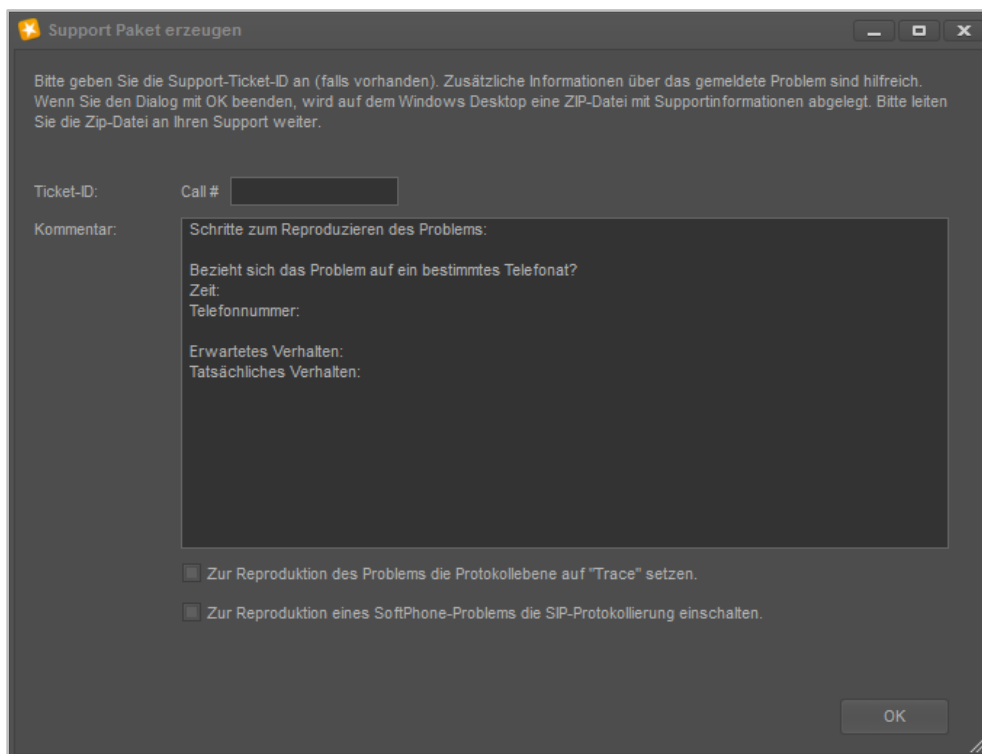 Support Paket erzeugen
Bitte geben Sie die Support-Ticket-ID an (falls vorhanden). Zusätzliche Informationen über das gemeldete Problem sind hilfreich.
Wenn Sie den Dialog mit OK beenden, wird auf dem Windows Desktop eine ZIP-Datei mit Supportinformationen abgelegt. Bitte leiten
Sie die Zip-Datei an Ihren Support weiter.
Ticket-ID: Call #
Kommentar:
Schritte zum Reproduzieren des Problems:
Bezieht sich das Problem auf ein bestimmtes Telefonat?
Zeit:
Telefonnummer:
Erwartetes Verhalten:
Tatsächliches Verhalten:
Zur Reproduktion des Problems die Protokollebene auf "Trace" setzen.
Zur Reproduktion eines SoftPhone-Problems die SIP-Protokollierung einschalten.
OK